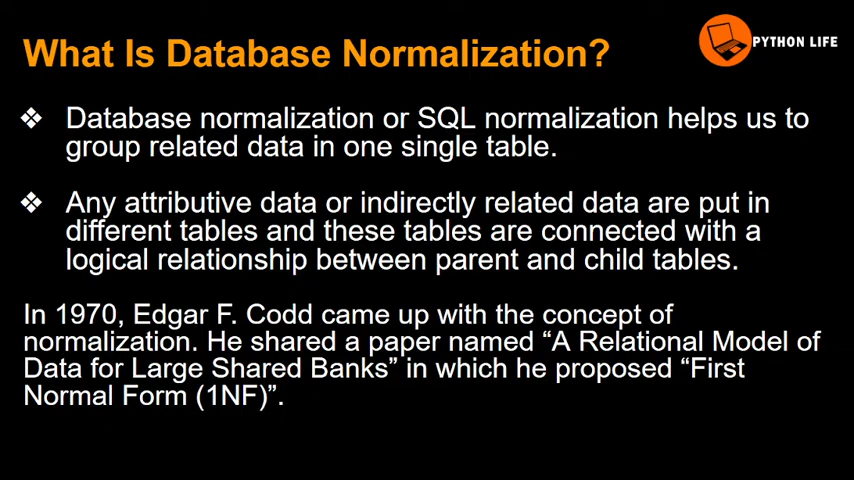 What Is Database Normalization?
PYTHON LIFE
❖ Database normalization or SQL normalization helps us to
group related data in one single table.
❖ Any attributive data or indirectly related data are put in
different tables and these tables are connected with a
logical relationship between parent and child tables.
In 1970, Edgar F. Codd came up with the concept of
normalization. He shared a paper named “A Relational Model of
Data for Large Shared Banks” in which he proposed “First
Normal Form (1NF)”.